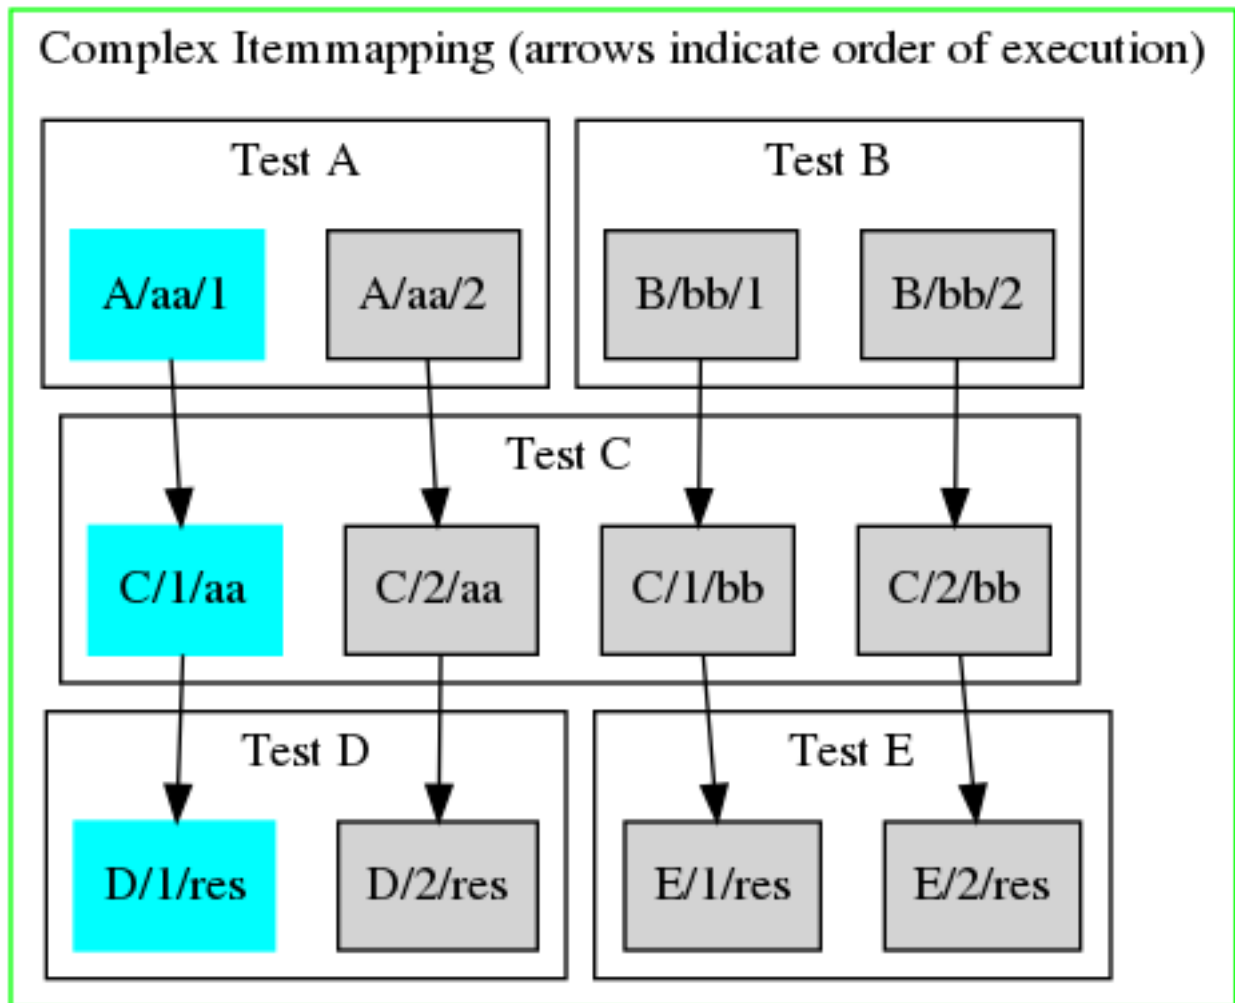 Complex Itemmapping (arrows indicate order of execution)
Test A
Test B
A/aa/1
A/aa/2
B/bb/1
B/bb/2
Test C
C/1/aa
C/2/aa
C/1/bb
C/2/bb
Test D
Test E
D/1/res
D/2/res
E/1/res
E/2/res